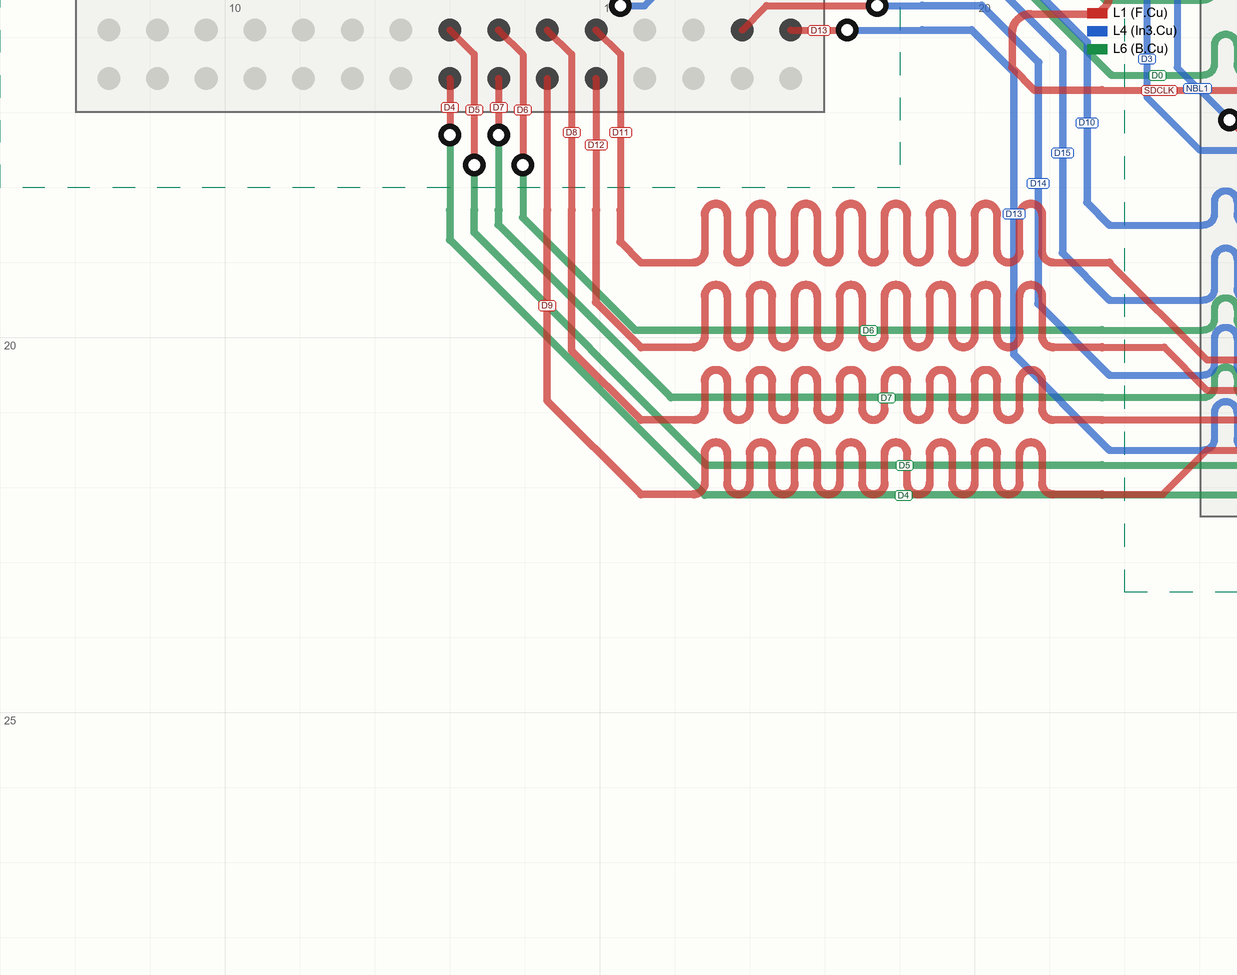 10
1
20
L1 (F.Cu)
L4 (In3.Cu)
L6 (B.Cu)
D13
D3
D0
SDCLK
NBL1
D4
D5
D7
D6
D8
D12
D11
D10
D15
D14
D13
D9
D6
20
D7
D5
D4
25